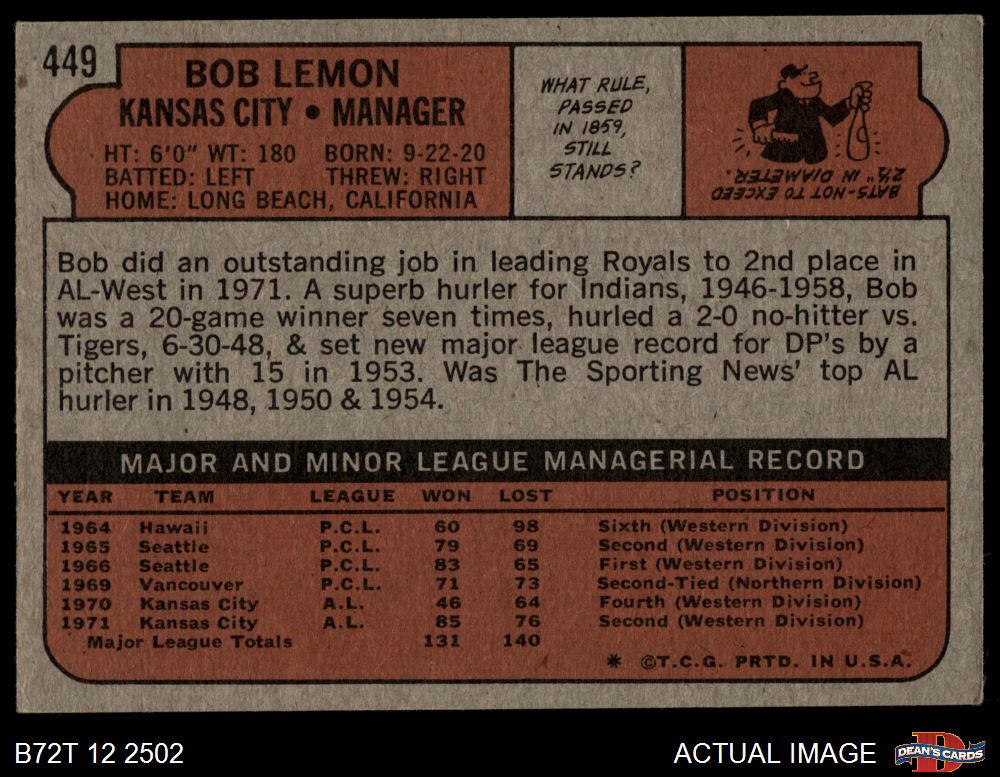 449
BOB LEMON
KANSAS CITY • MANAGER
HT: 6'0" WT: 180 BORN: 9-22-20
BATTED: LEFT THREW: RIGHT
HOME: LONG BEACH, CALIFORNIA
WHAT RULE,
PASSED
IN 1859,
STILL
STANDS?
BATS-NOT TO EXCEED
2½" IN DIAMETER.
Bob did an outstanding job in leading Royals to 2nd place in
AL-West in 1971. A superb hurler for Indians, 1946-1958, Bob
was a 20-game winner seven times, hurled a 2-0 no-hitter vs.
Tigers, 6-30-48, & set new major league record for DP's by a
pitcher with 15 in 1953. Was The Sporting News' top AL
hurler in 1948, 1950 & 1954.
MAJOR AND MINOR LEAGUE MANAGERIAL RECORD
YEAR TEAM LEAGUE WON LOST POSITION
1964 Hawaii P.C.L. 60 98 Sixth (Western Division)
1965 Seattle P.C.L. 79 69 Second (Western Division)
1966 Seattle P.C.L. 83 65 First (Western Division)
1969 Vancouver P.C.L. 71 73 Second-Tied (Northern Division)
1970 Kansas City A.L. 46 64 Fourth (Western Division)
1971 Kansas City A.L. 85 76 Second (Western Division)
Major League Totals 131 140
* ©T.C.G. PRTD. IN U.S.A.
B72T 12 2502
ACTUAL IMAGE
D
DEAN'S CARDS